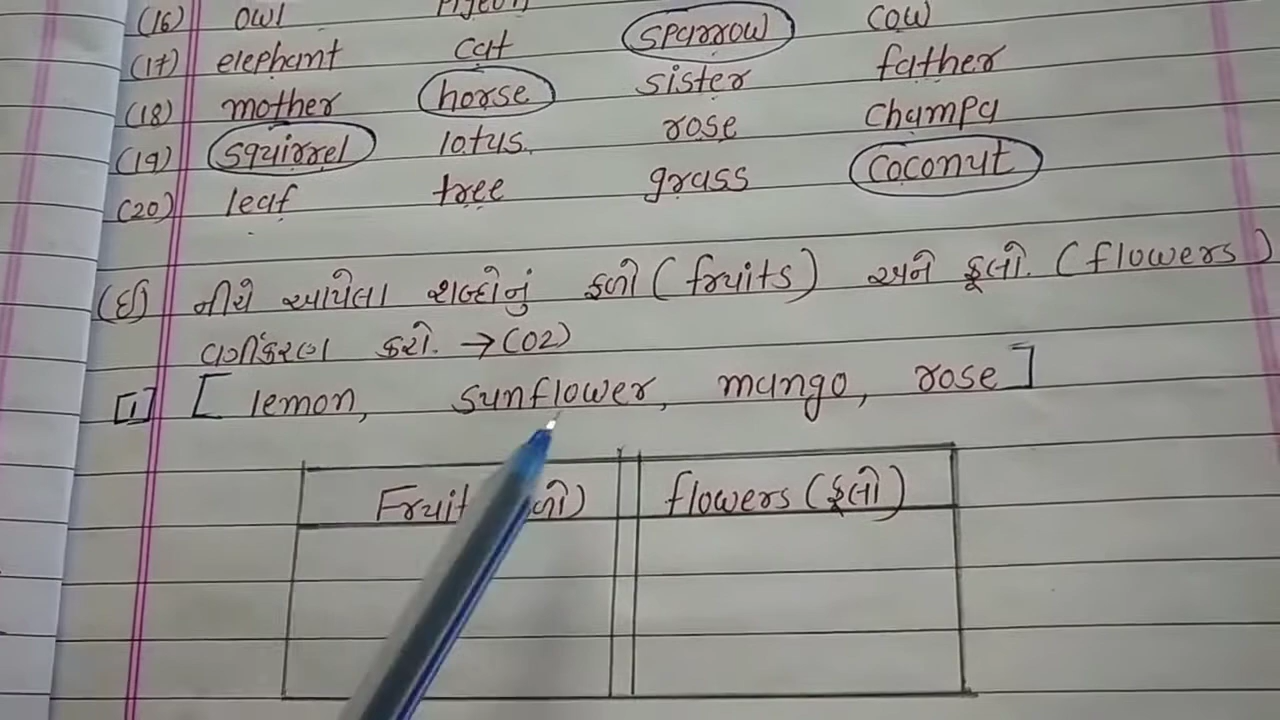 (16) owl pigeon cow
(17) elephant cat sparrow father
(18) mother horse sister champa
(19) squirrel lotus. rose coconut
(20) leaf tree grass
(ઈ) નીચે આપેલા શબ્દોનું ફળો (fruits) અને ફૂલો. (flowers)
વર્ગીકરણ કરો. → (02)
[1] [ lemon, sunflower, mango, rose ]
flowers (ફૂલો)